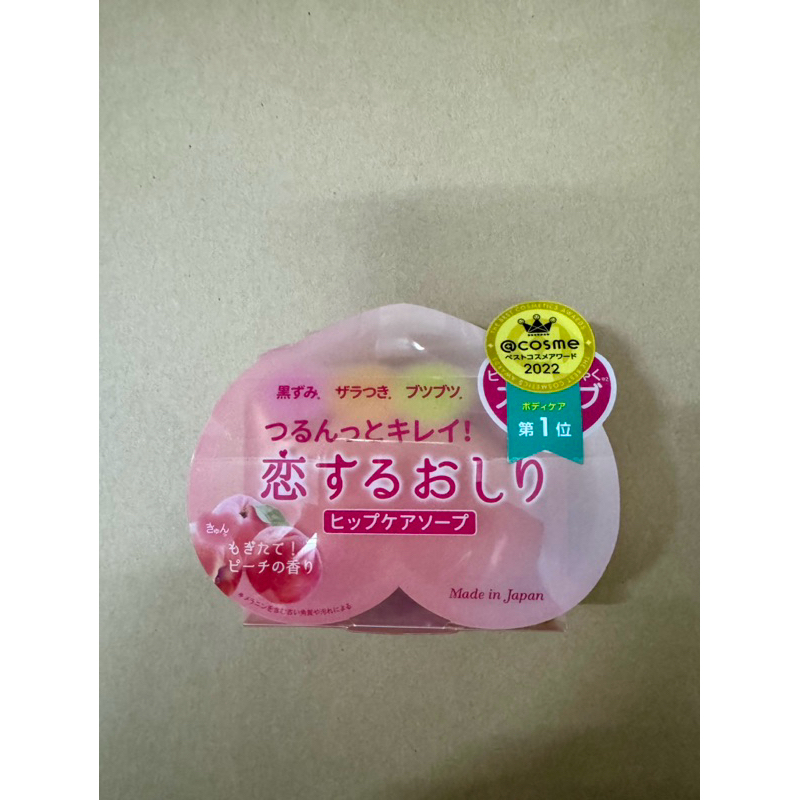 @cosme
ベストコスメアワード
2022
ボディケア
第1位
黒ずみ、ザラつき、ブツブツ、
つるんっとキレイ!
恋するおしり
ヒップケアソープ
きゅん
もぎたて!
ピーチの香り
Made in Japan